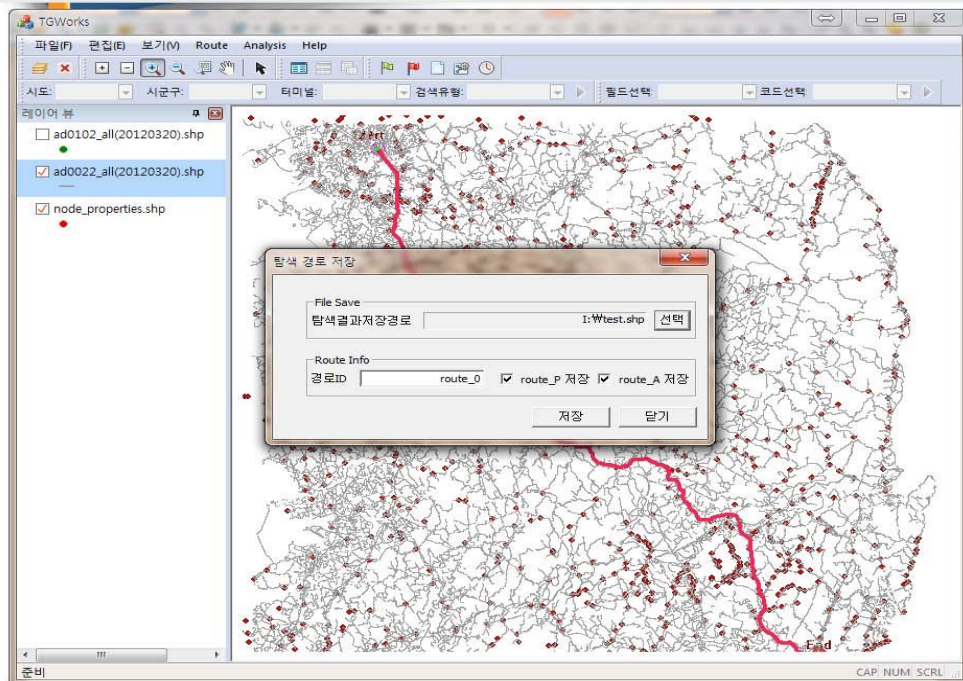 TGWorks
파일(F) 편집(E) 보기(V) Route Analysis Help
시도: 시군구: 터미널: 검색유형: 필드선택 코드선택
레이어 뷰
ad0102_all(20120320).shp
ad0022_all(20120320).shp
node_properties.shp
Start
탐색 경로 저장
File Save
탐색결과저장경로 I:₩test.shp 선택
Route Info
경로ID route_0 route_P 저장 route_A 저장
저장 닫기
End
준비 CAP NUM SCRL